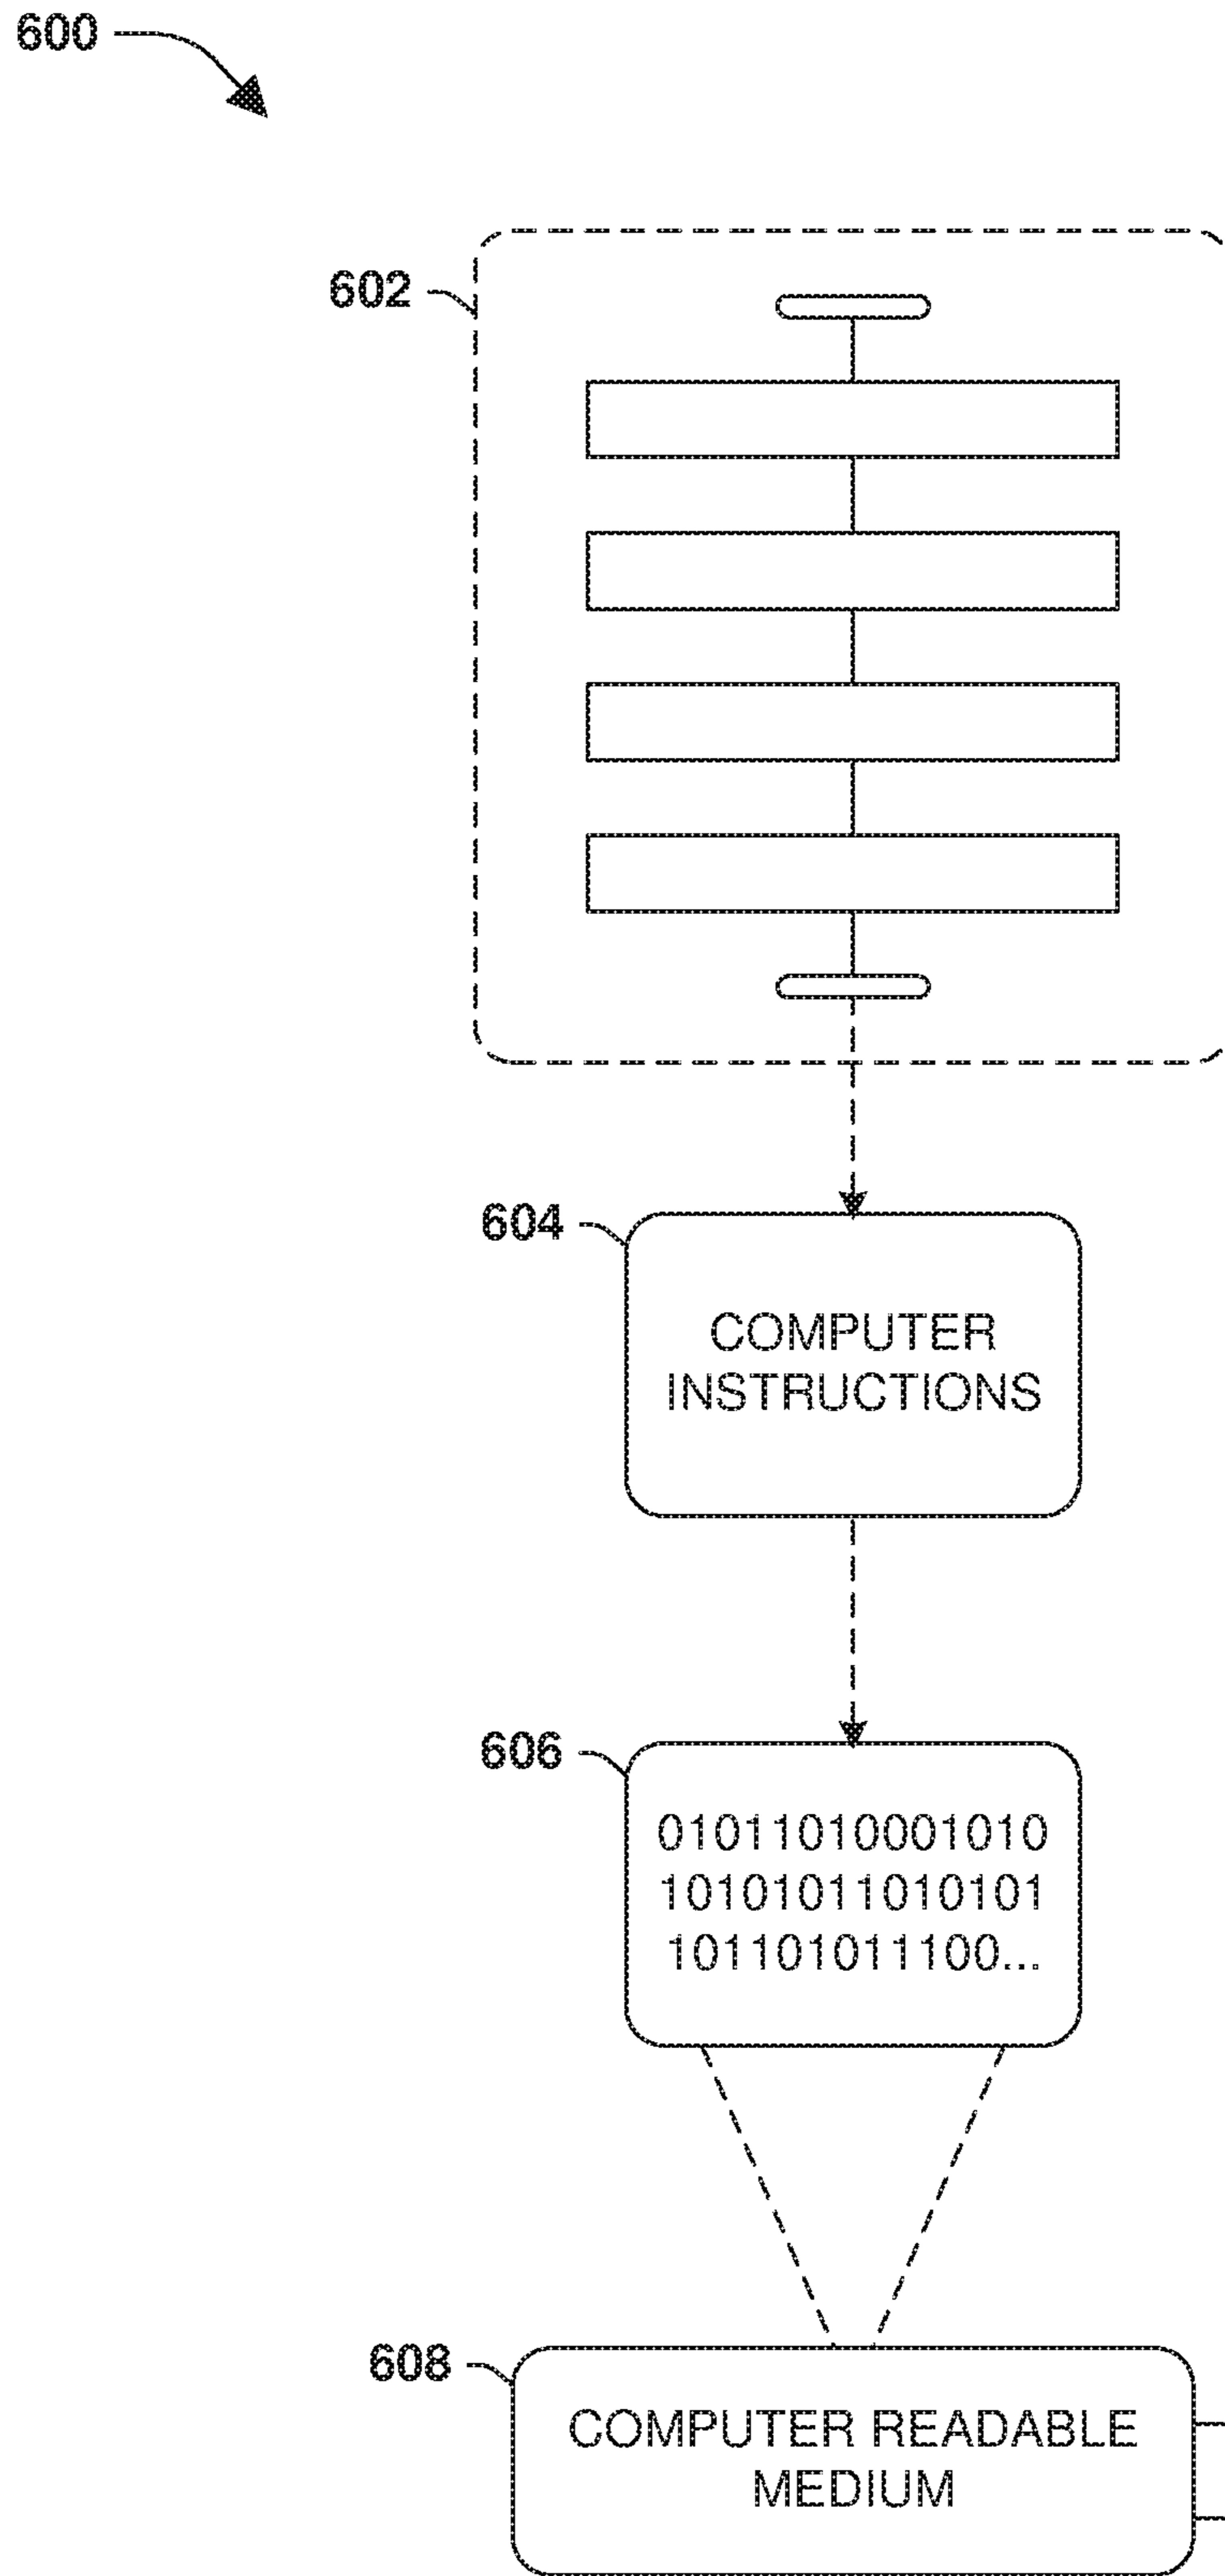 600
602
604
COMPUTER
INSTRUCTIONS
606
01011010001010
10101011010101
101101011100...
608
COMPUTER READABLE
MEDIUM